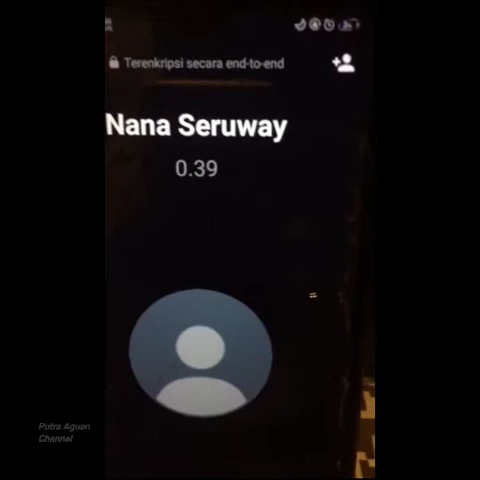 Terenkripsi secara end-to-end
Nana Seruway
0.39
Putra Aguan
Channel